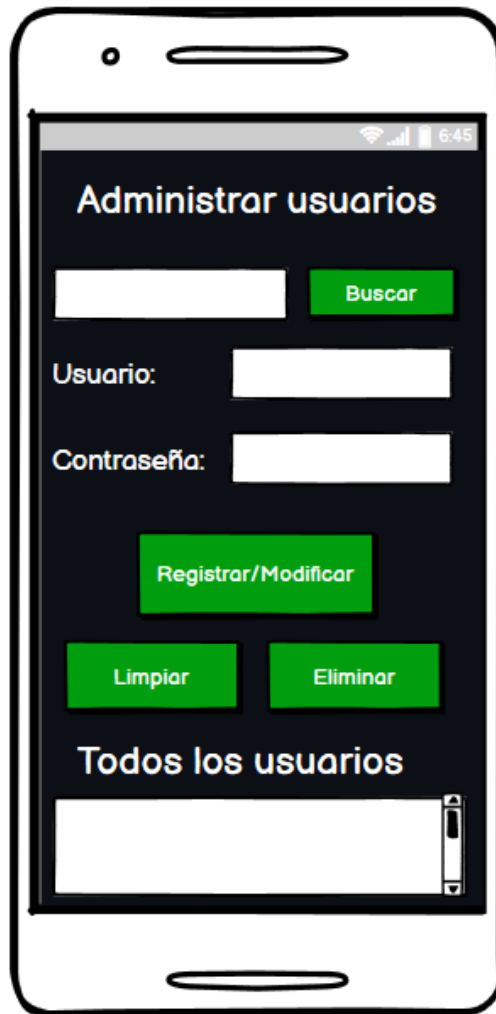 6:45
Administrar usuarios
Buscar
Usuario:
Contraseña:
Registrar/Modificar
Limpiar Eliminar
Todos los usuarios